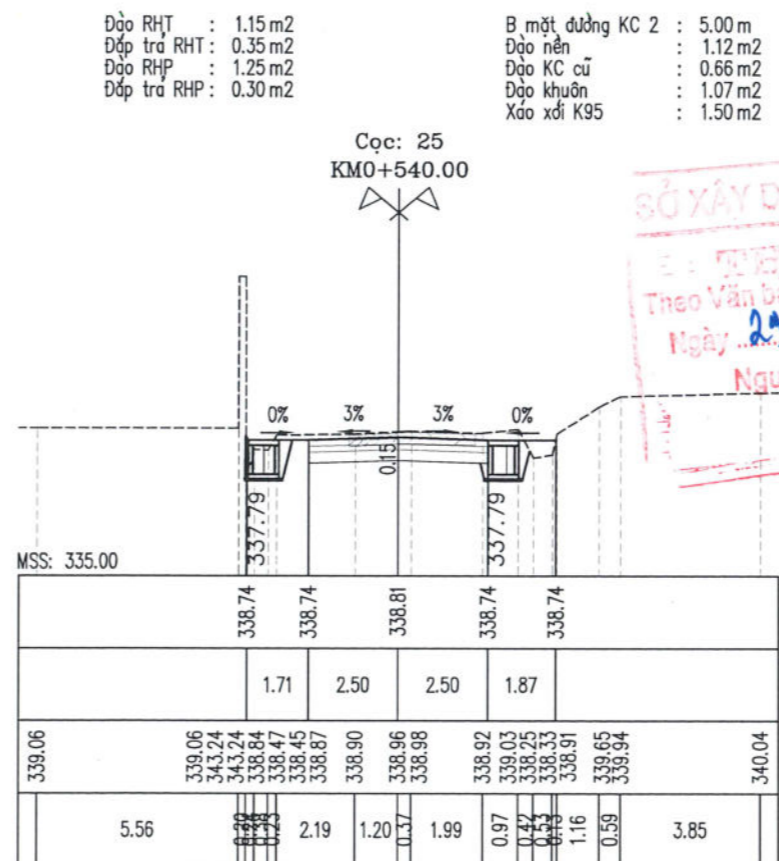 Đào RHT : 1.15 m2
Đắp trả RHT : 0.35 m2
Đào RHP : 1.25 m2
Đắp trả RHP : 0.30 m2
B mặt đường KC 2 : 5.00 m
Đào nền : 1.12 m2
Đào KC cũ : 0.66 m2
Đào khuôn : 1.07 m2
Xáo xới K95 : 1.50 m2
Cọc: 25
KM0+540.00
SỞ XÂY D
Theo Văn b
Ngày 2
Ngu
0% 3% 3% 0%
0.15
337.79 337.79
MSS: 335.00
338.74 338.74 338.81 338.74 338.74
1.71 2.50 2.50 1.87
339.06 339.06 343.24 343.24 338.84 338.47 338.45 338.87 338.90 338.96 338.98 338.92 339.03 338.25 338.33 338.91 339.65 339.94 340.04
5.56 0.20 0.23 2.19 1.20 0.37 1.99 0.97 0.42 0.53 0.13 1.16 0.59 3.85